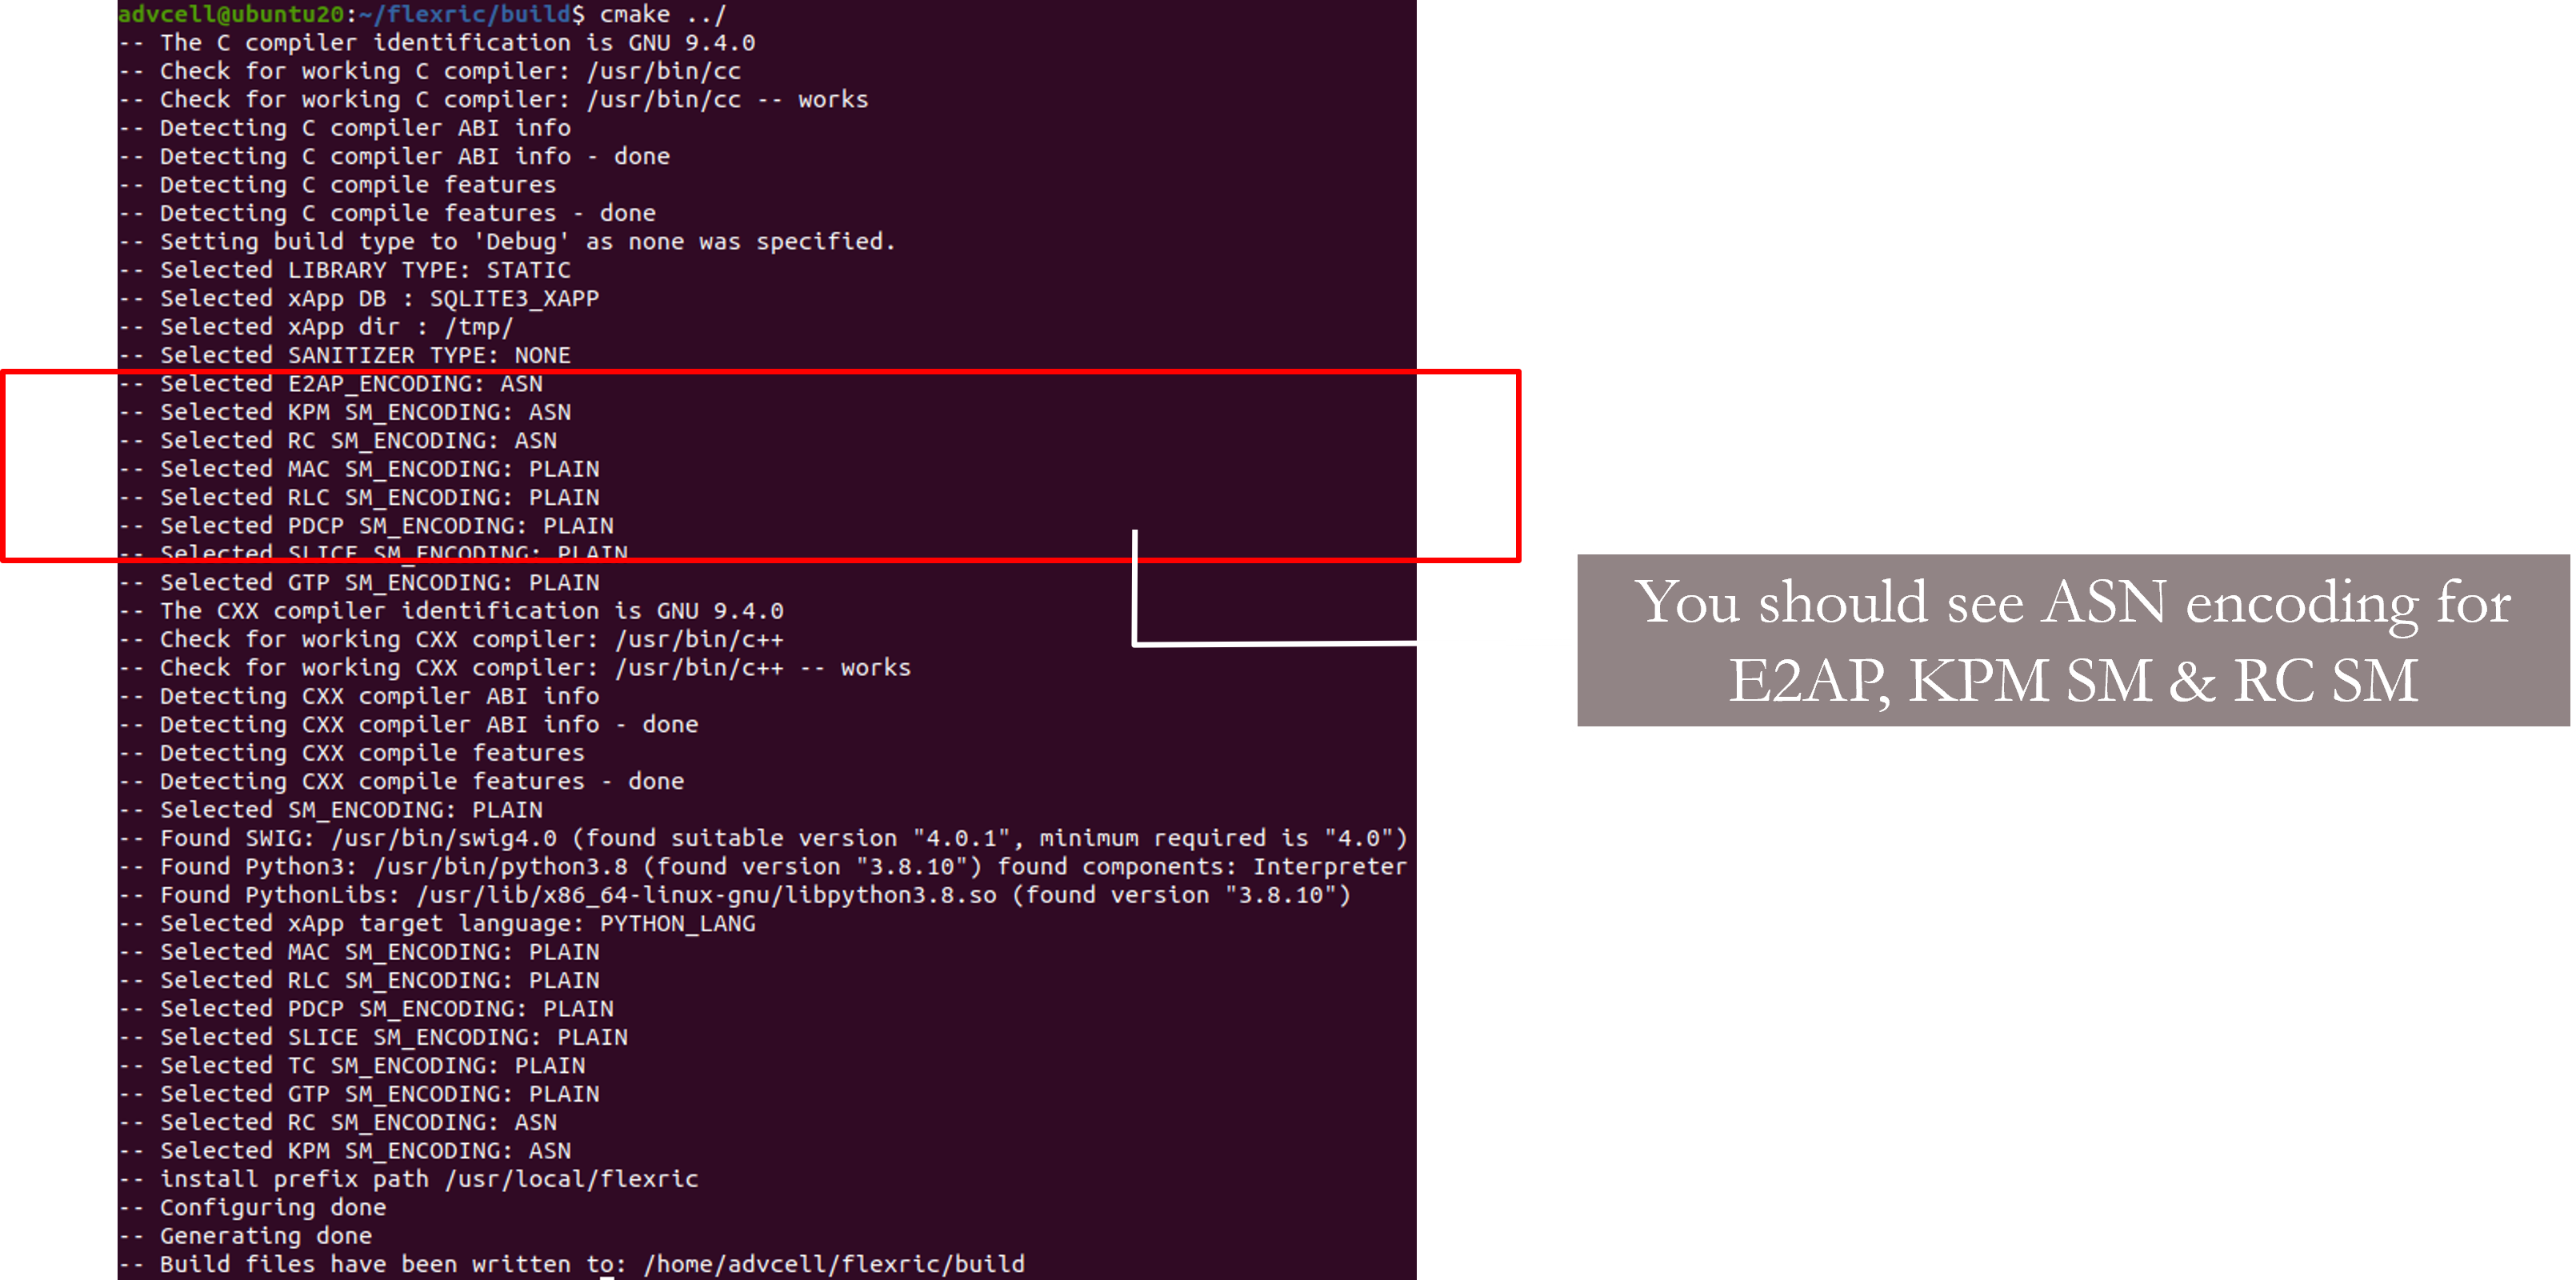 advcell@ubuntu20:~/flexric/build$ cmake ../
-- The C compiler identification is GNU 9.4.0
-- Check for working C compiler: /usr/bin/cc
-- Check for working C compiler: /usr/bin/cc -- works
-- Detecting C compiler ABI info
-- Detecting C compiler ABI info - done
-- Detecting C compile features
-- Detecting C compile features - done
-- Setting build type to 'Debug' as none was specified.
-- Selected LIBRARY TYPE: STATIC
-- Selected xApp DB : SQLITE3_XAPP
-- Selected xApp dir : /tmp/
-- Selected SANITIZER TYPE: NONE
-- Selected E2AP_ENCODING: ASN
-- Selected KPM SM_ENCODING: ASN
-- Selected RC SM_ENCODING: ASN
-- Selected MAC SM_ENCODING: PLAIN
-- Selected RLC SM_ENCODING: PLAIN
-- Selected PDCP SM_ENCODING: PLAIN
-- Selected SLICE SM_ENCODING: PLAIN
-- Selected GTP SM_ENCODING: PLAIN
-- The CXX compiler identification is GNU 9.4.0
-- Check for working CXX compiler: /usr/bin/c++
-- Check for working CXX compiler: /usr/bin/c++ -- works
-- Detecting CXX compiler ABI info
-- Detecting CXX compiler ABI info - done
-- Detecting CXX compile features
-- Detecting CXX compile features - done
-- Selected SM_ENCODING: PLAIN
-- Found SWIG: /usr/bin/swig4.0 (found suitable version "4.0.1", minimum required is "4.0")
-- Found Python3: /usr/bin/python3.8 (found version "3.8.10") found components: Interpreter
-- Found PythonLibs: /usr/lib/x86_64-linux-gnu/libpython3.8.so (found version "3.8.10")
-- Selected xApp target language: PYTHON_LANG
-- Selected MAC SM_ENCODING: PLAIN
-- Selected RLC SM_ENCODING: PLAIN
-- Selected PDCP SM_ENCODING: PLAIN
-- Selected SLICE SM_ENCODING: PLAIN
-- Selected TC SM_ENCODING: PLAIN
-- Selected GTP SM_ENCODING: PLAIN
-- Selected RC SM_ENCODING: ASN
-- Selected KPM SM_ENCODING: ASN
-- install prefix path /usr/local/flexric
-- Configuring done
-- Generating done
-- Build files have been written to: /home/advcell/flexric/build
You should see ASN encoding for
E2AP, KPM SM & RC SM